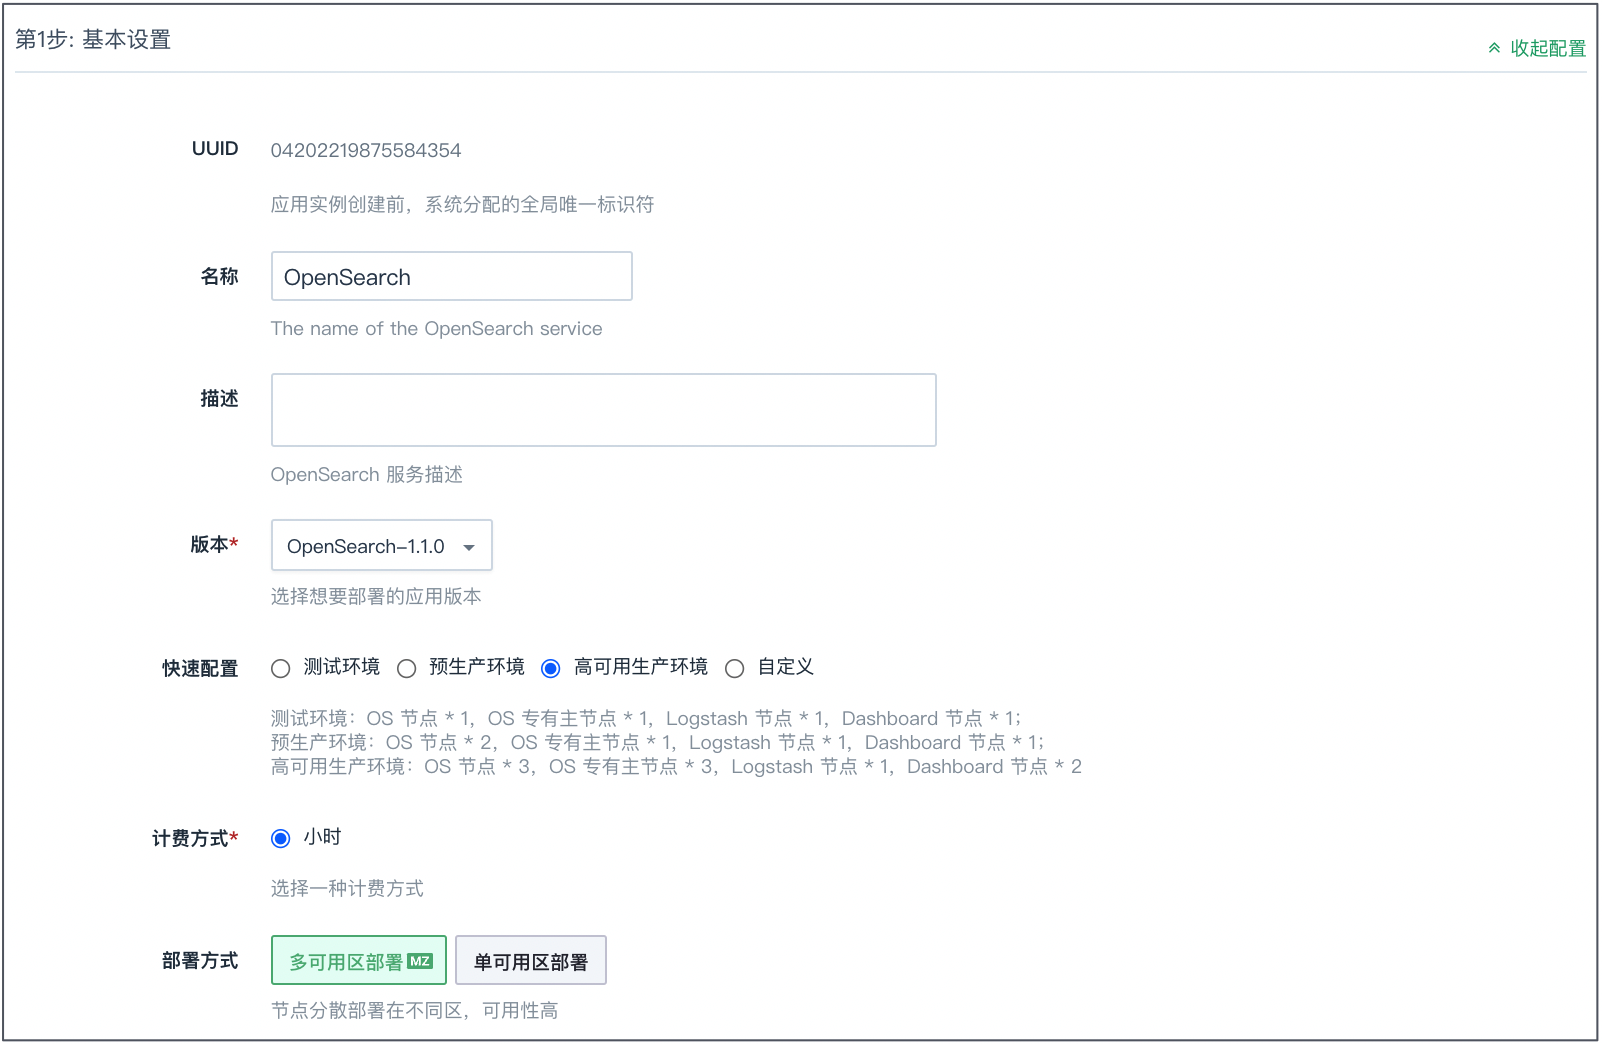 第1步: 基本设置
收起配置
UUID 04202219875584354
应用实例创建前，系统分配的全局唯一标识符
名称 OpenSearch
The name of the OpenSearch service
描述
OpenSearch 服务描述
版本* OpenSearch-1.1.0
选择想要部署的应用版本
快速配置 测试环境 预生产环境 高可用生产环境 自定义
测试环境：OS 节点 * 1，OS 专有主节点 * 1，Logstash 节点 * 1，Dashboard 节点 * 1；
预生产环境：OS 节点 * 2，OS 专有主节点 * 1，Logstash 节点 * 1，Dashboard 节点 * 1；
高可用生产环境：OS 节点 * 3，OS 专有主节点 * 3，Logstash 节点 * 1，Dashboard 节点 * 2
计费方式* 小时
选择一种计费方式
部署方式 多可用区部署 MZ 单可用区部署
节点分散部署在不同区，可用性高